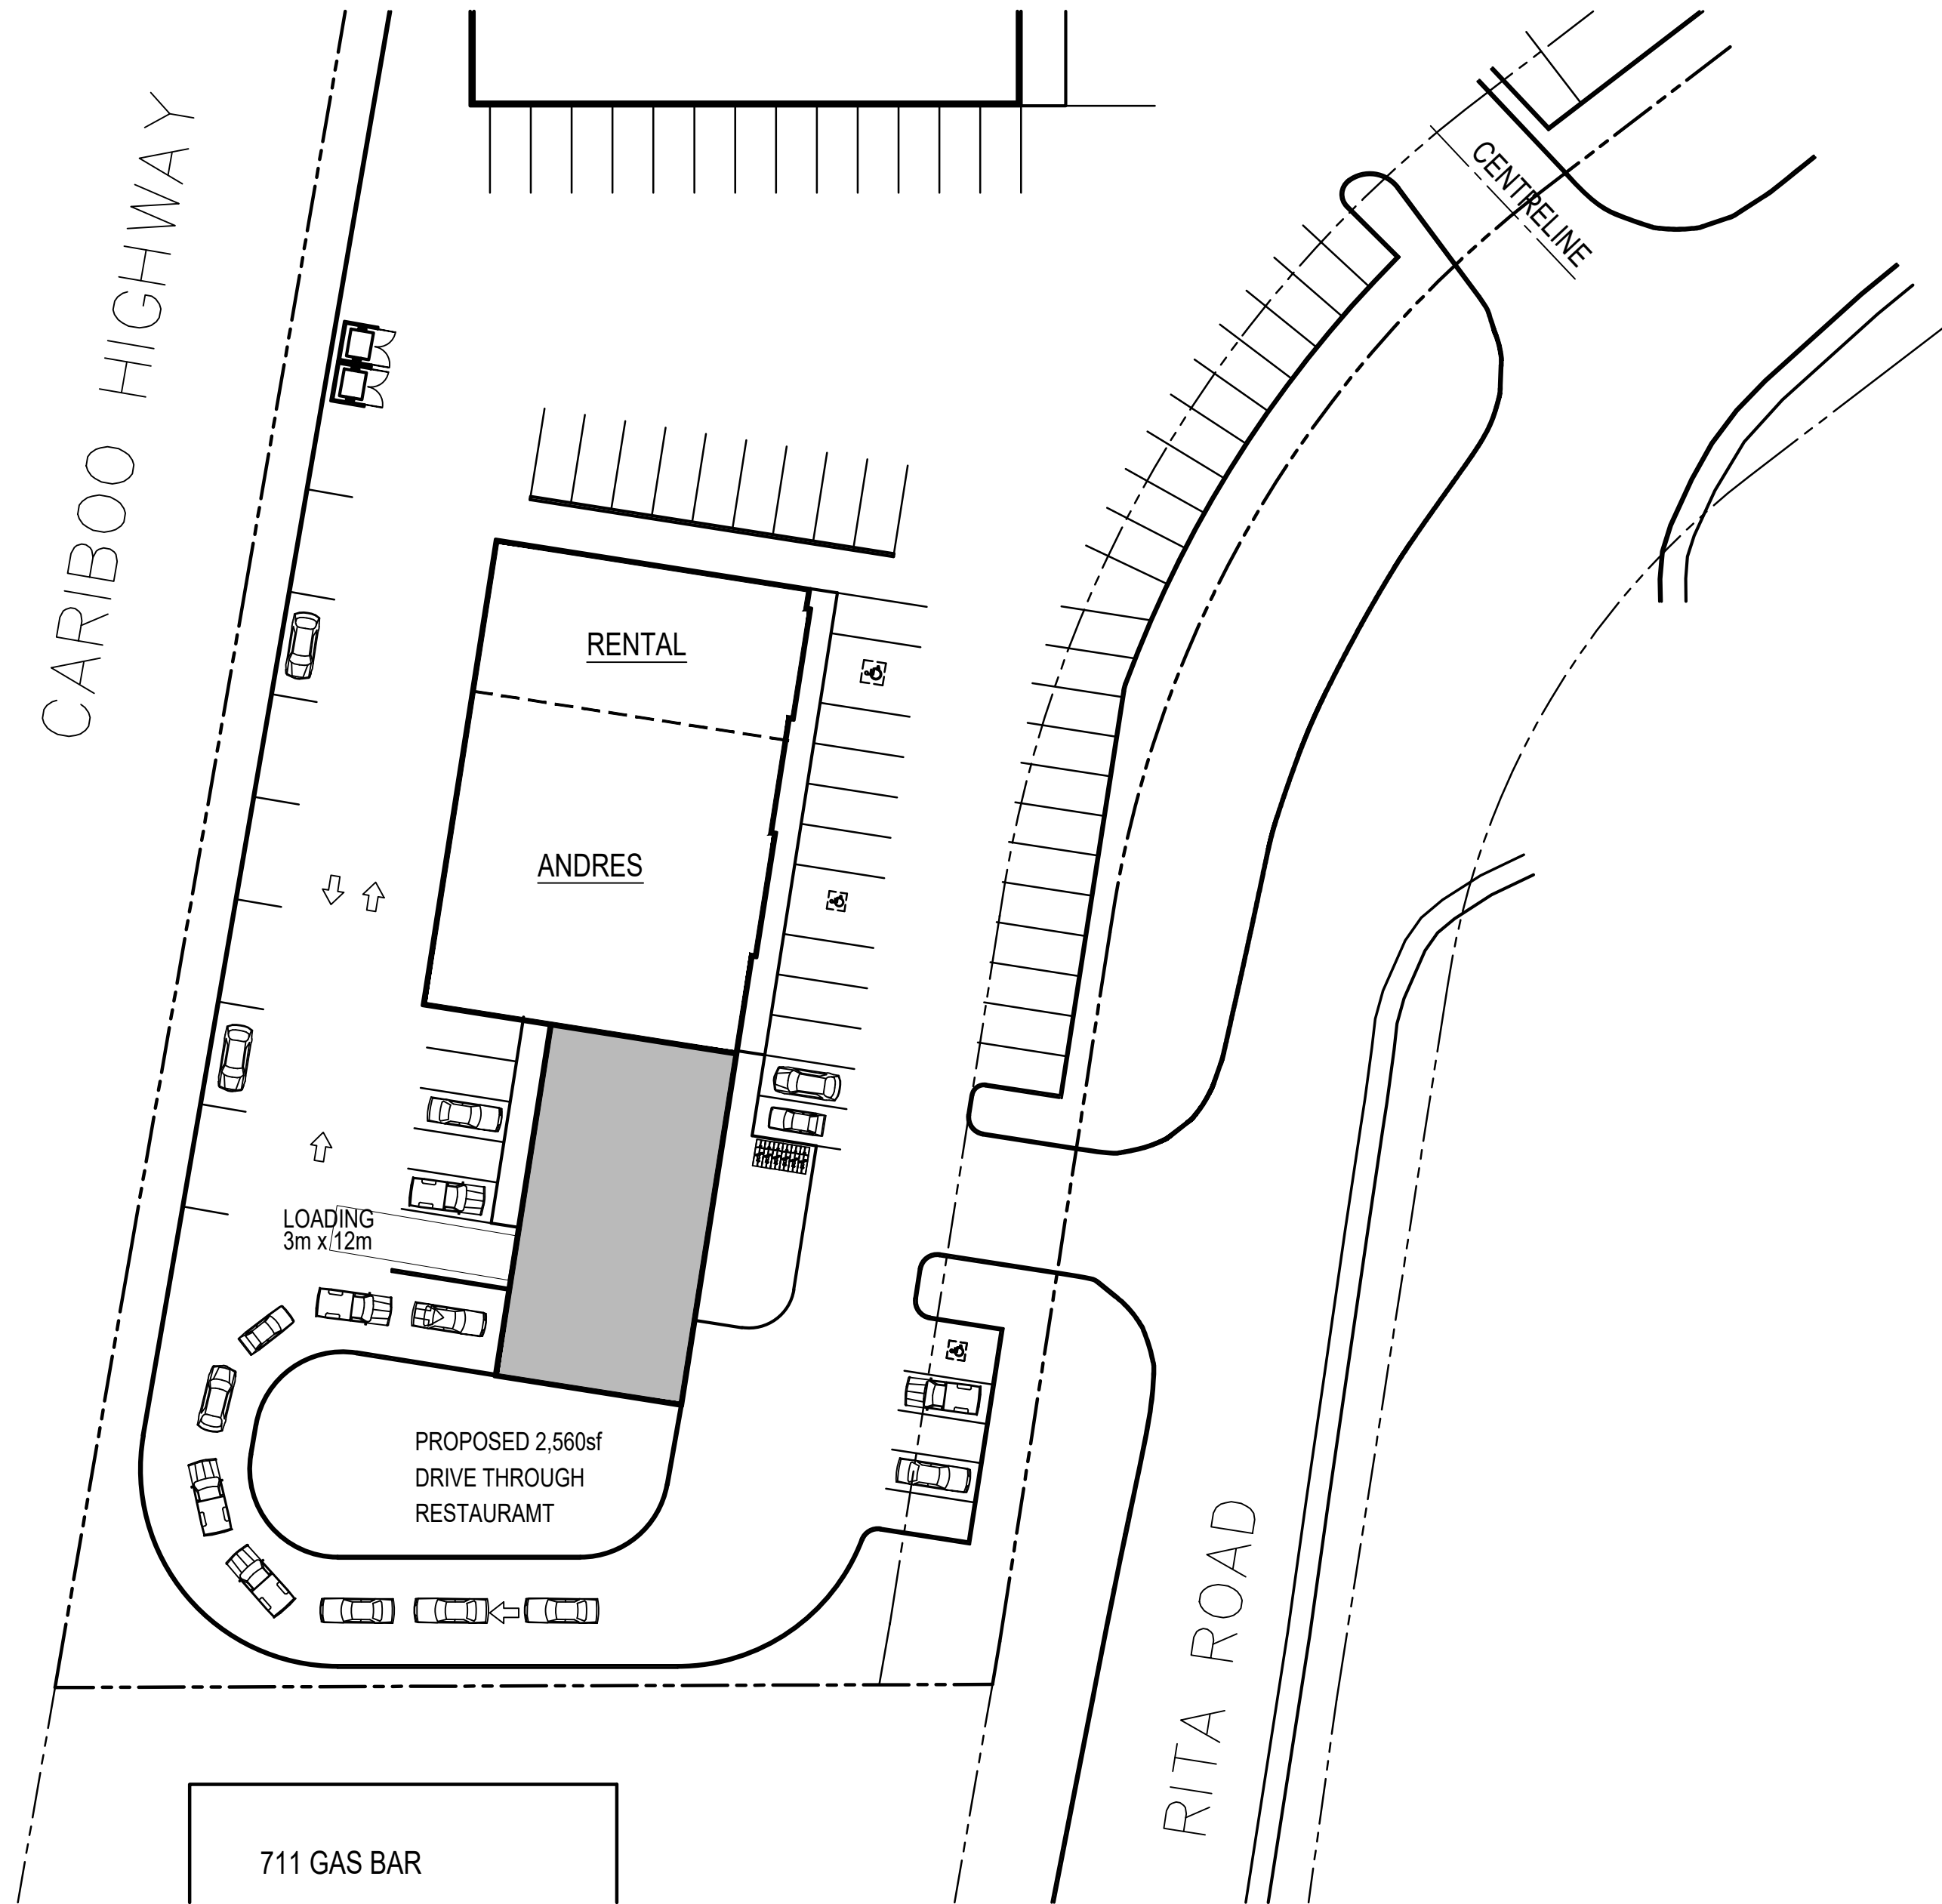 CARIBOO HIGHWAY
CENTRELINE
RENTAL
ANDRES
LOADING
3m x 12m
PROPOSED 2,560sf
DRIVE THROUGH
RESTAURAMT
RITA ROAD
711 GAS BAR